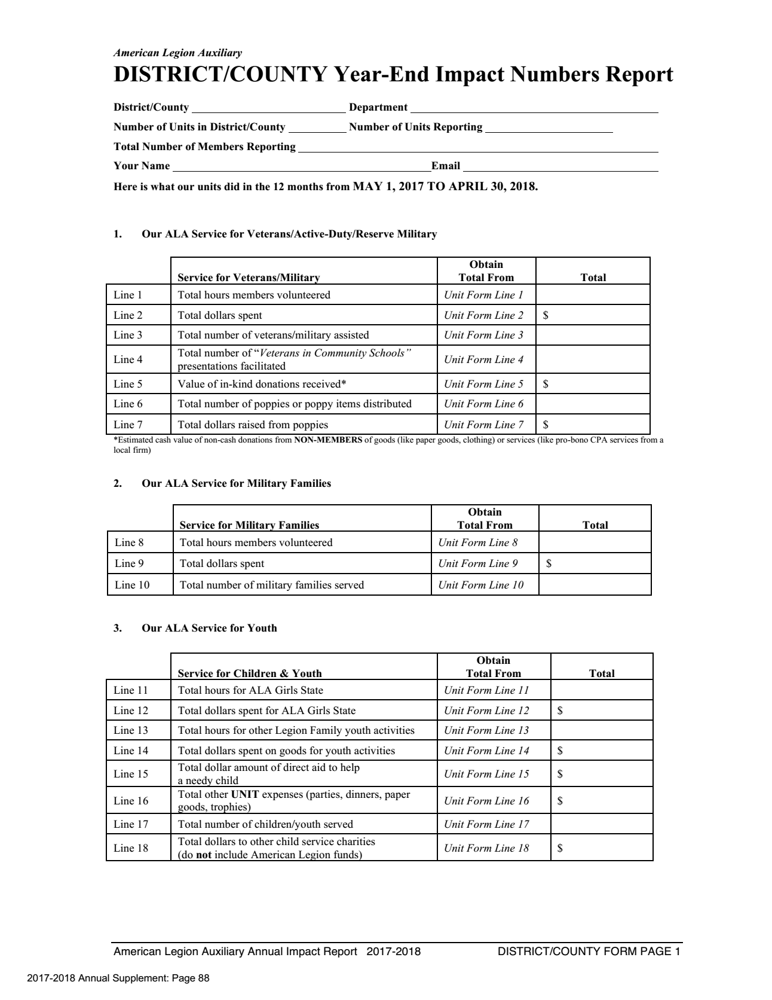 American Legion Auxiliary
DISTRICT/COUNTY Year-End Impact Numbers Report
District/County ____ Department ____
Number of Units in District/County ____ Number of Units Reporting ____
Total Number of Members Reporting ____
Your Name ____ Email ____
Here is what our units did in the 12 months from MAY 1, 2017 TO APRIL 30, 2018.
1. Our ALA Service for Veterans/Active-Duty/Reserve Military
Obtain
Service for Veterans/Military Total From Total
Line 1 Total hours members volunteered Unit Form Line 1
Line 2 Total dollars spent Unit Form Line 2 $
Line 3 Total number of veterans/military assisted Unit Form Line 3
Total number of “Veterans in Community Schools”
Line 4 presentations facilitated Unit Form Line 4
Line 5 Value of in-kind donations received* Unit Form Line 5 $
Line 6 Total number of poppies or poppy items distributed Unit Form Line 6
Line 7 Total dollars raised from poppies Unit Form Line 7 $
*Estimated cash value of non-cash donations from NON-MEMBERS of goods (like paper goods, clothing) or services (like pro-bono CPA services from a
local firm)
2. Our ALA Service for Military Families
Obtain
Service for Military Families Total From Total
Line 8 Total hours members volunteered Unit Form Line 8
Line 9 Total dollars spent Unit Form Line 9 $
Line 10 Total number of military families served Unit Form Line 10
3. Our ALA Service for Youth
Obtain
Service for Children & Youth Total From Total
Line 11 Total hours for ALA Girls State Unit Form Line 11
Line 12 Total dollars spent for ALA Girls State Unit Form Line 12 $
Line 13 Total hours for other Legion Family youth activities Unit Form Line 13
Line 14 Total dollars spent on goods for youth activities Unit Form Line 14 $
Total dollar amount of direct aid to help
Line 15 a needy child Unit Form Line 15 $
Total other UNIT expenses (parties, dinners, paper
Line 16 goods, trophies) Unit Form Line 16 $
Line 17 Total number of children/youth served Unit Form Line 17
Total dollars to other child service charities
Line 18 (do not include American Legion funds) Unit Form Line 18 $
American Legion Auxiliary Annual Impact Report 2017-2018 DISTRICT/COUNTY FORM PAGE 1
2017-2018 Annual Supplement: Page 88